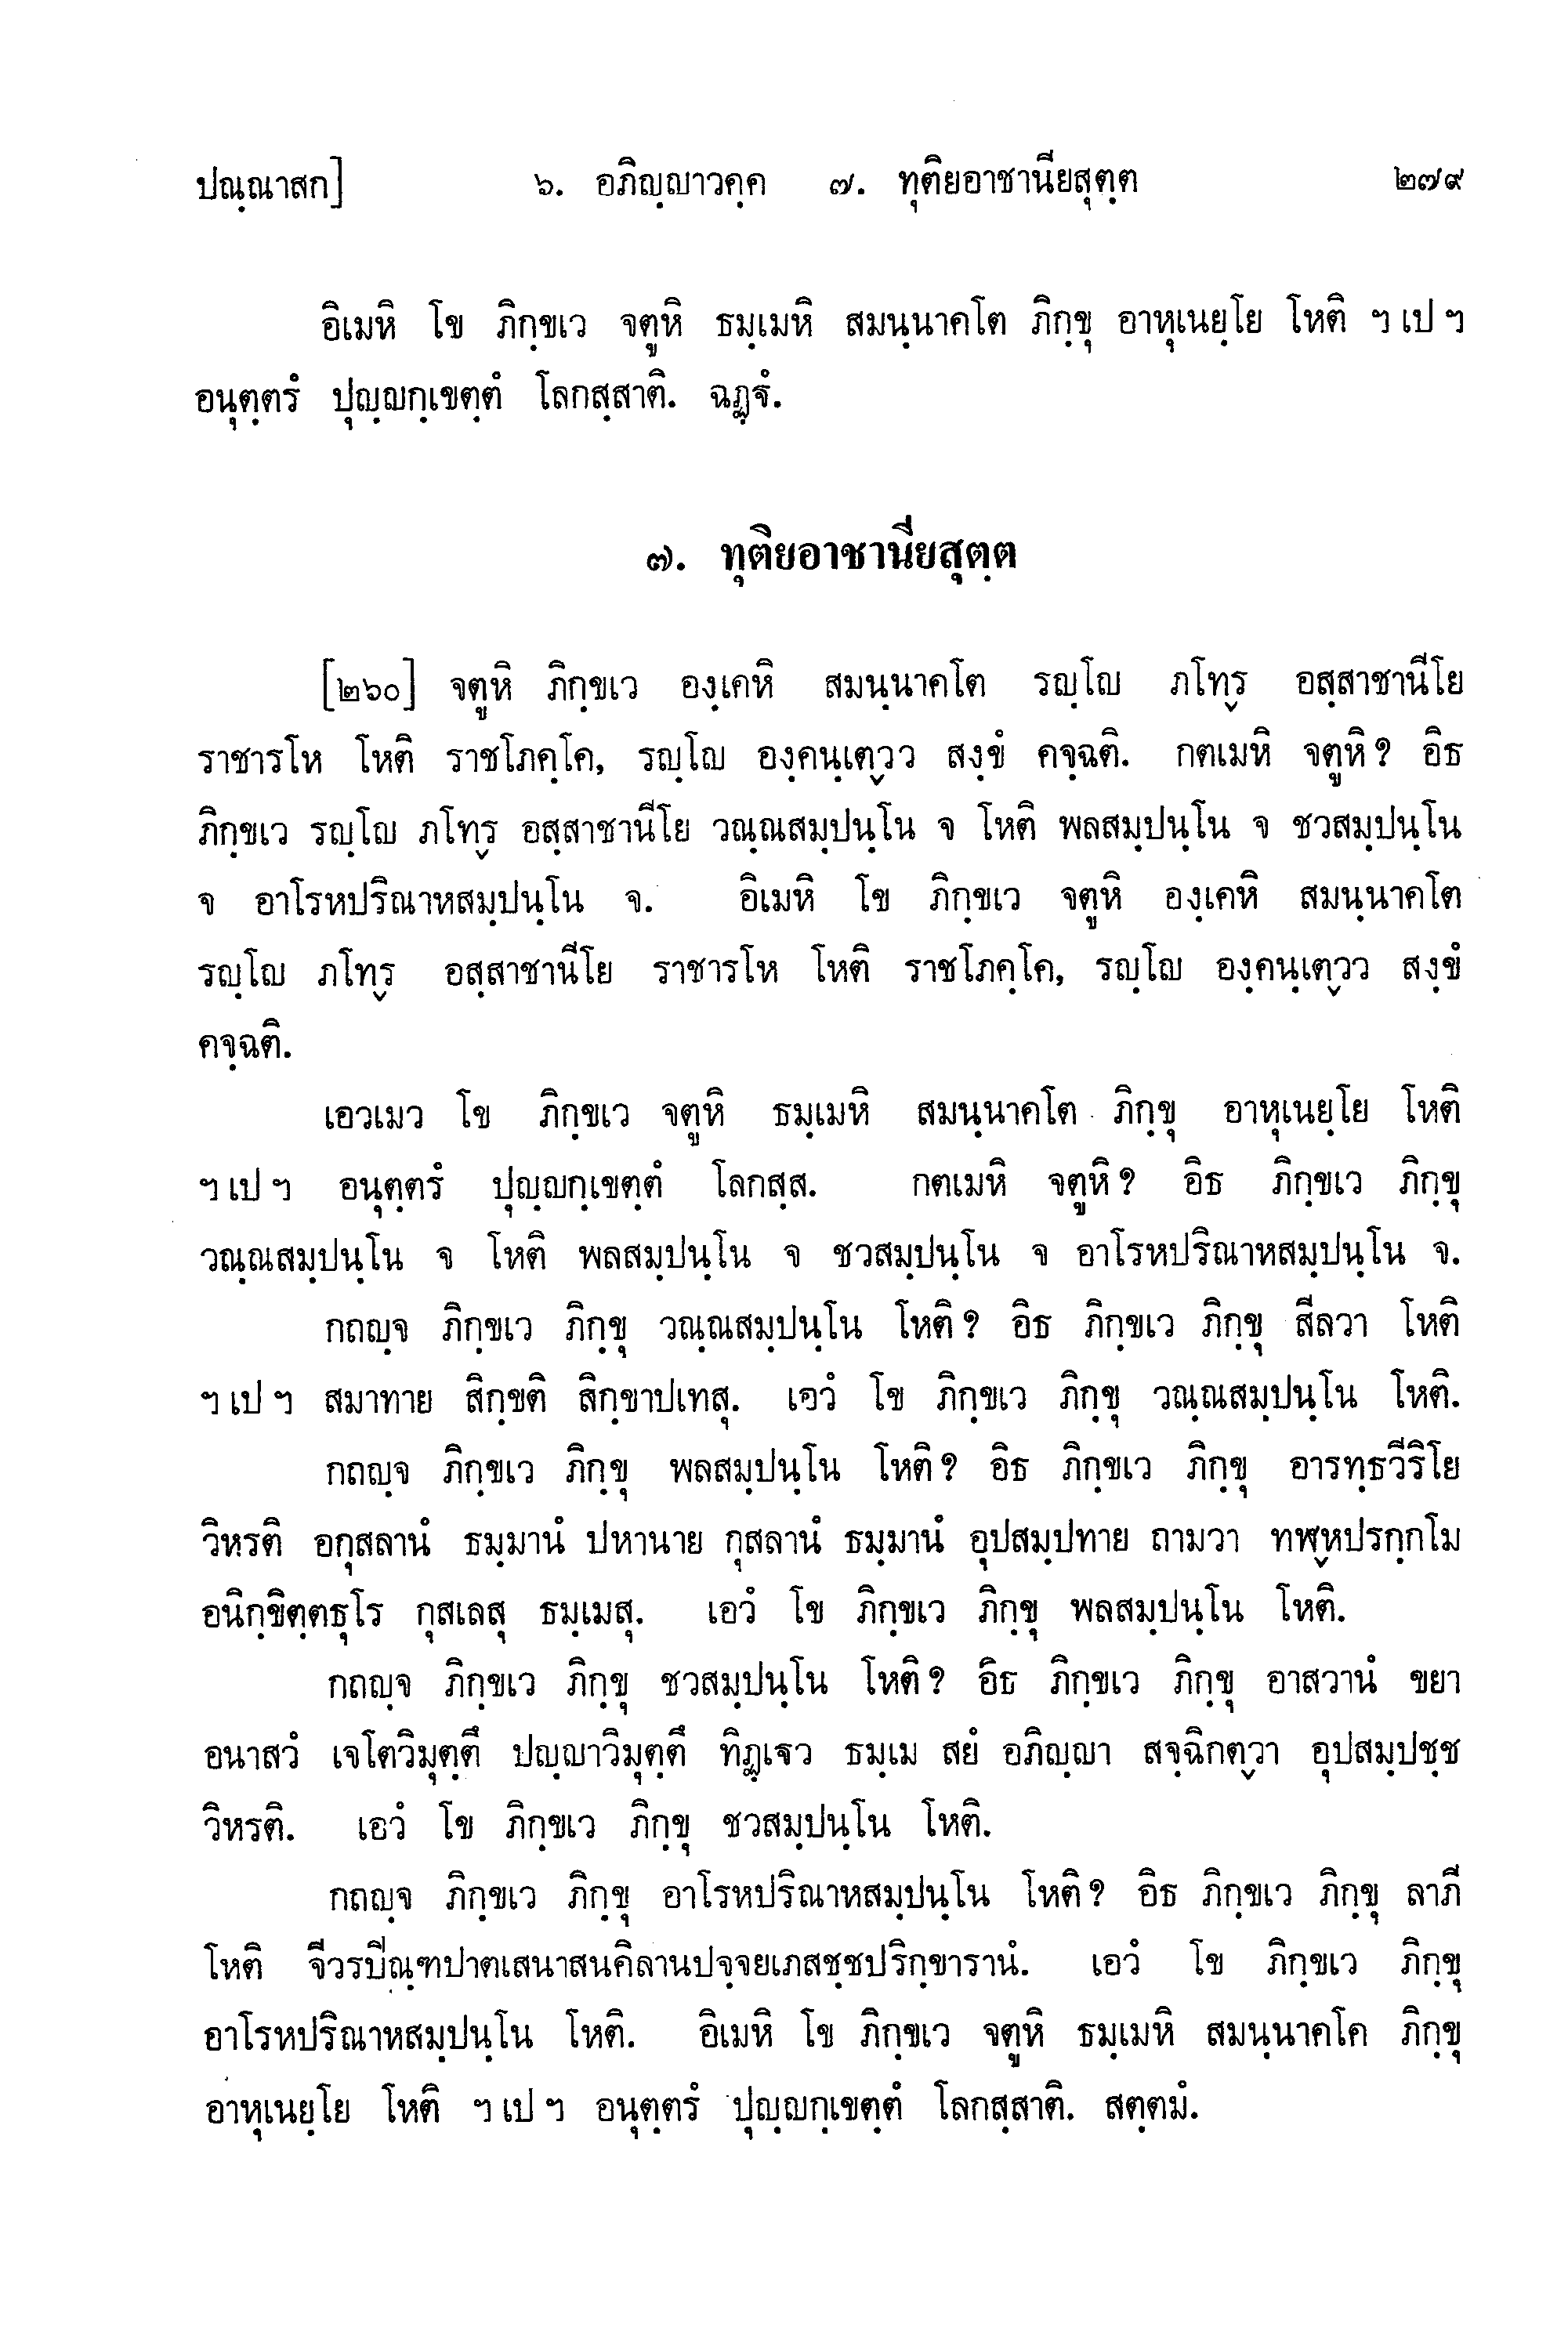 ปณฺณาสก]	๖. อภิญฺญาวคฺค ๗. ทุติยอาชานียสุตฺต	๒๗๙
อิเมหิ โข ภิกฺขเว จตูหิ ธมฺเมหิ สมนฺนาคโต ภิกฺขุ อาหุเนยฺโย โหติ ฯ เป ฯ
อนุตฺตรํ ปุญฺญกฺเขตฺตํ โลกสฺสาติ. ฉฏฺฐํ.
๗. ทุติยอาชานียสุตฺต
[๒๖๐] จตูหิ ภิกฺขเว องฺเคหิ สมนฺนาคโต รญฺโญ ภโทฺร อสฺสาชานีโย
ราชารโห โหติ ราชโภคฺโค, รญฺโญ องฺคนฺเตฺวว สงฺขํ คจฺฉติ. กตเมหิ จตูหิ? อิธ
ภิกฺขเว รญฺโญ ภโทฺร อสฺสาชานีโย วณฺณสมฺปนฺโน จ โหติ พลสมฺปนฺโน จ ชวสมฺปนฺโน
จ อาโรหปริณาหสมฺปนฺโน จ. อิเมหิ โข ภิกฺขเว จตูหิ องฺเคหิ สมนฺนาคโต
รญฺโญ ภโทฺร อสฺสาชานีโย ราชารโห โหติ ราชโภคฺโค, รญฺโญ องฺคนฺเตฺวว สงฺขํ
คจฺฉติ.
เอวเมว โข ภิกฺขเว จตูหิ ธมฺเมหิ สมนฺนาคโต ภิกฺขุ อาหุเนยฺโย โหติ
ฯ เป ฯ อนุตฺตรํ ปุญฺญกฺเขตฺตํ โลกสฺส. กตเมหิ จตูหิ? อิธ ภิกฺขเว ภิกฺขุ
วณฺณสมฺปนฺโน จ โหติ พลสมฺปนฺโน จ ชวสมฺปนฺโน จ อาโรหปริณาหสมฺปนฺโน จ.
กถญฺจ ภิกฺขเว ภิกฺขุ วณฺณสมฺปนฺโน โหติ? อิธ ภิกฺขเว ภิกฺขุ สีลวา โหติ
ฯ เป ฯ สมาทาย สิกฺขติ สิกฺขาปเทสุ. เอวํ โข ภิกฺขเว ภิกฺขุ วณฺณสมฺปนฺโน โหติ.
กถญฺจ ภิกฺขเว ภิกฺขุ พลสมฺปนฺโน โหติ? อิธ ภิกฺขเว ภิกฺขุ อารทฺธวีริโย
วิหรติ อกุสลานํ ธมฺมานํ ปหานาย กุสลานํ ธมฺมานํ อุปสมฺปทาย ถามวา ทฬฺหปรกฺกโม
อนิกฺขิตฺตธุโร กุสเลสุ ธมฺเมสุ. เอวํ โข ภิกฺขเว ภิกฺขุ พลสมฺปนฺโน โหติ.
กถญฺจ ภิกฺขเว ภิกฺขุ ชวสมฺปนฺโน โหติ? อิธ ภิกฺขเว ภิกฺขุ อาสวานํ ขยา
อนาสวํ เจโตวิมุตฺตึ ปญฺญาวิมุตฺตึ ทิฏฺเฐว ธมฺเม สยํ อภิญฺญา สจฺฉิกตฺวา อุปสมฺปชฺช
วิหรติ. เอวํ โข ภิกฺขเว ภิกฺขุ ชวสมฺปนฺโน โหติ.
กถญฺจ ภิกฺขเว ภิกฺขุ อาโรหปริณาหสมฺปนฺโน โหติ? อิธ ภิกฺขเว ภิกฺขุ ลาภี
โหติ จีวรปิณฺฑปาตเสนาสนคิลานปจฺจยเภสชฺชปริกฺขารานํ. เอวํ โข ภิกฺขเว ภิกฺขุ
อาโรหปริณาหสมฺปนฺโน โหติ. อิเมหิ โข ภิกฺขเว จตูหิ ธมฺเมหิ สมนฺนาคโค ภิกฺขุ
อาหุเนยฺโย โหติ ฯ เป ฯ อนุตฺตรํ ปุญฺญกฺเขตฺตํ โลกสฺสาติ. สตฺตมํ.